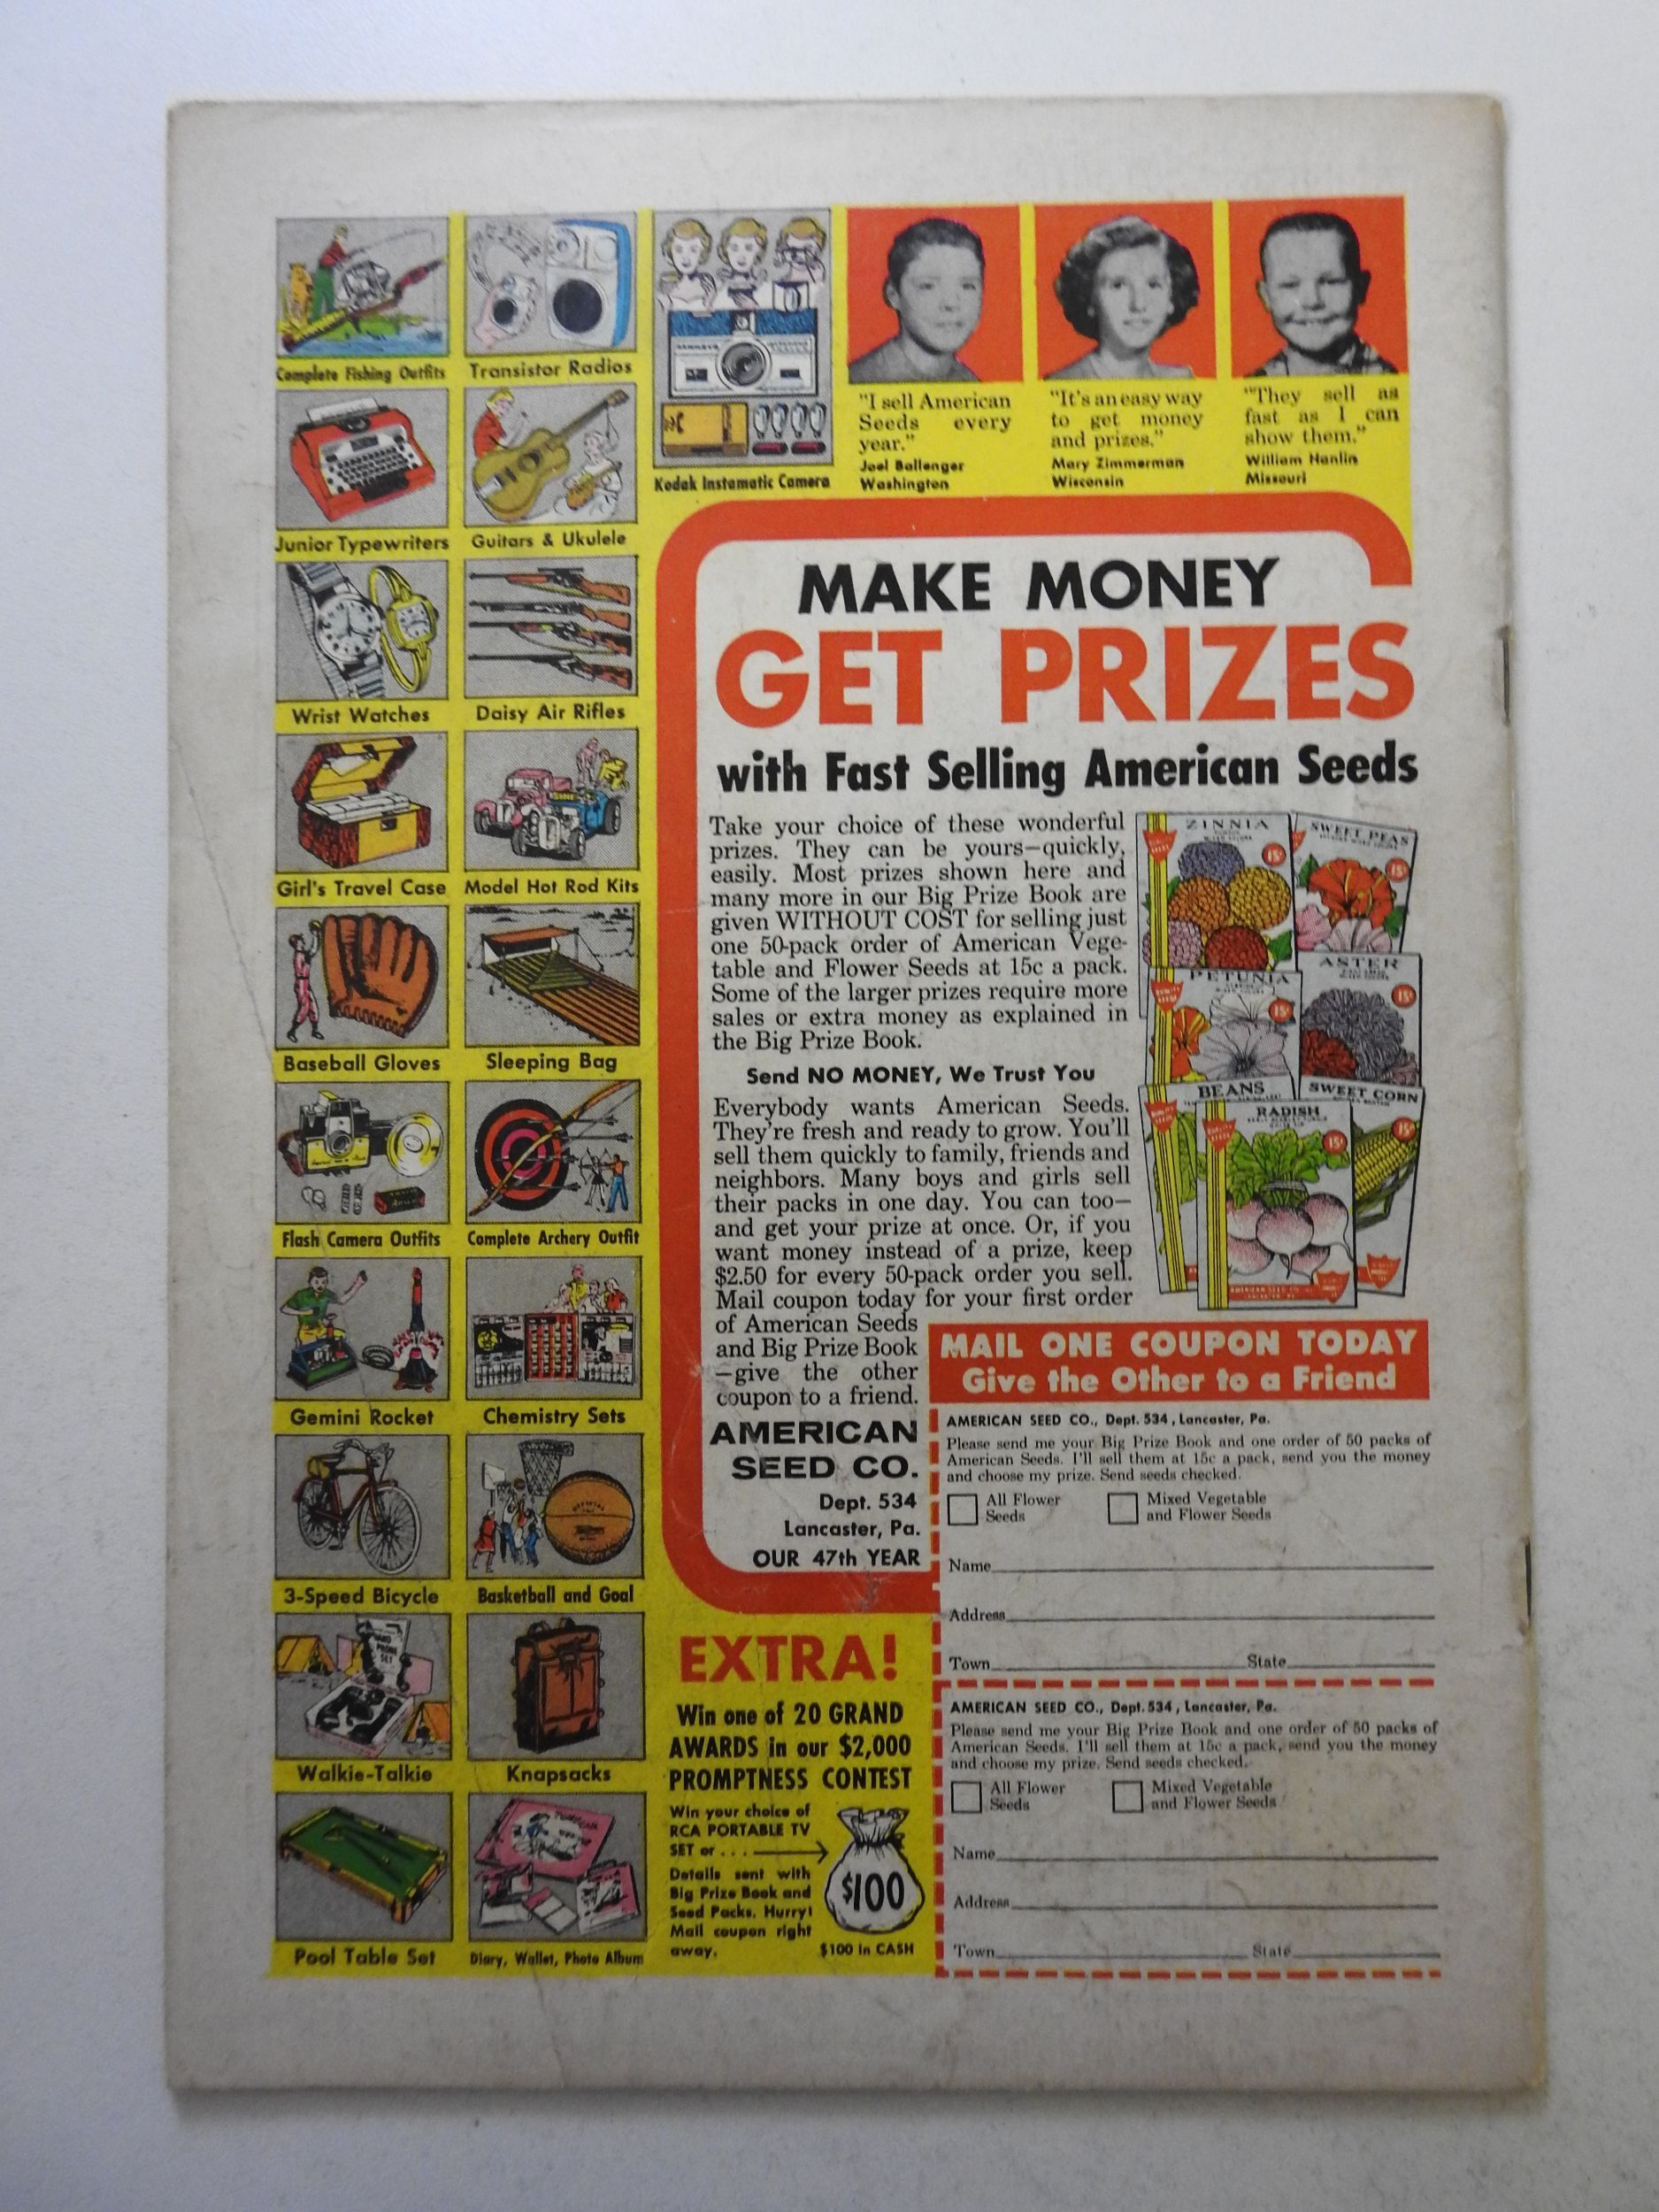 Complete Fishing Outfits
Transistor Radios
Junior Typewriters
Guitars & Ukulele
Wrist Watches
Daisy Air Rifles
Girl's Travel Case
Model Hot Rod Kits
Baseball Gloves
Sleeping Bag
Flash Camera Outfits
Complete Archery Outfit
Gemini Rocket
Chemistry Sets
3-Speed Bicycle
Basketball and Goal
Walkie-Talkie
Knapsacks
Pool Table Set
Diary, Wallet, Photo Album
Kodak Instamatic Camera
"I sell American
Seeds every
year."
Joel Ballenger
Washington
"It's an easy way
to get money
and prizes."
Mary Zimmerman
Wisconsin
"They sell as
fast as I can
show them."
William Hanlin
Missouri
MAKE MONEY
GET PRIZES
with Fast Selling American Seeds
Take your choice of these wonderful
prizes. They can be yours—quickly,
easily. Most prizes shown here and
many more in our Big Prize Book are
given WITHOUT COST for selling just
one 50-pack order of American Vege-
table and Flower Seeds at 15c a pack.
Some of the larger prizes require more
sales or extra money as explained in
the Big Prize Book.
Send NO MONEY, We Trust You
Everybody wants American Seeds.
They're fresh and ready to grow. You'll
sell them quickly to family, friends and
neighbors. Many boys and girls sell
their packs in one day. You can too—
and get your prize at once. Or, if you
want money instead of a prize, keep
$2.50 for every 50-pack order you sell.
Mail coupon today for your first order
of American Seeds
and Big Prize Book
—give the other
coupon to a friend.
AMERICAN
SEED CO.
Dept. 534
Lancaster, Pa.
OUR 47th YEAR
ZINNIA
15¢
SWEET PEAS
15¢
PETUNIA
15¢
ASTER
15¢
BEANS
RADISH
15¢
SWEET CORN
15¢
MAIL ONE COUPON TODAY
Give the Other to a Friend
AMERICAN SEED CO., Dept. 534, Lancaster, Pa.
Please send me your Big Prize Book and one order of 50 packs of
American Seeds. I'll sell them at 15c a pack, send you the money
and choose my prize. Send seeds checked.
All Flower
Seeds
Mixed Vegetable
and Flower Seeds
Name
Address
Town State
AMERICAN SEED CO., Dept. 534, Lancaster, Pa.
Please send me your Big Prize Book and one order of 50 packs of
American Seeds. I'll sell them at 15c a pack, send you the money
and choose my prize. Send seeds checked.
All Flower
Seeds
Mixed Vegetable
and Flower Seeds
Name
Address
Town State
EXTRA!
Win one of 20 GRAND
AWARDS in our $2,000
PROMPTNESS CONTEST
Win your choice of
RCA PORTABLE TV
SET or . . .
Details sent with
Big Prize Book and
Seed Packs. Hurry!
Mail coupon right
away.
$100
$100 in CASH